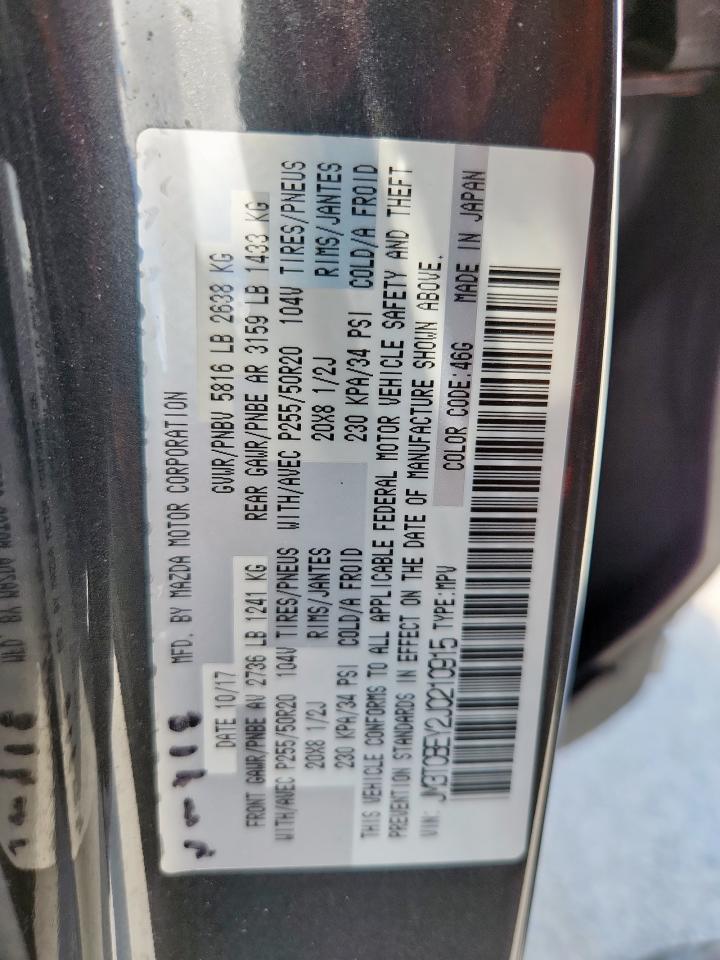 MFD. BY MAZDA MOTOR CORPORATION
DATE 10/17 GVWR/PNBV 5816 LB 2638 KG
FRONT GAWR/PNBE AV 2736 LB 1241 KG REAR GAWR/PNBE AR 3159 LB 1433 KG
WITH/AVEC P255/50R20 104V TIRES/PNEUS WITH/AVEC P255/50R20 104V TIRES/PNEUS
20X8 1/2J RIMS/JANTES 20X8 1/2J RIMS/JANTES
230 KPA/34 PSI COLD/A FROID 230 KPA/34 PSI COLD/A FROID
THIS VEHICLE CONFORMS TO ALL APPLICABLE FEDERAL MOTOR VEHICLE SAFETY AND THEFT
PREVENTION STANDARDS IN EFFECT ON THE DATE OF MANUFACTURE SHOWN ABOVE.
VIN: JM3TCBEY2J0210915 TYPE:MPV COLOR CODE:46G MADE IN JAPAN